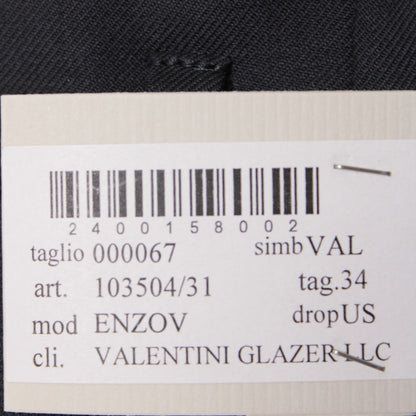 2400158002
taglio 000067 simb VAL
art. 103504/31 tag.34
mod ENZOV drop US
cli. VALENTINI GLAZER LLC